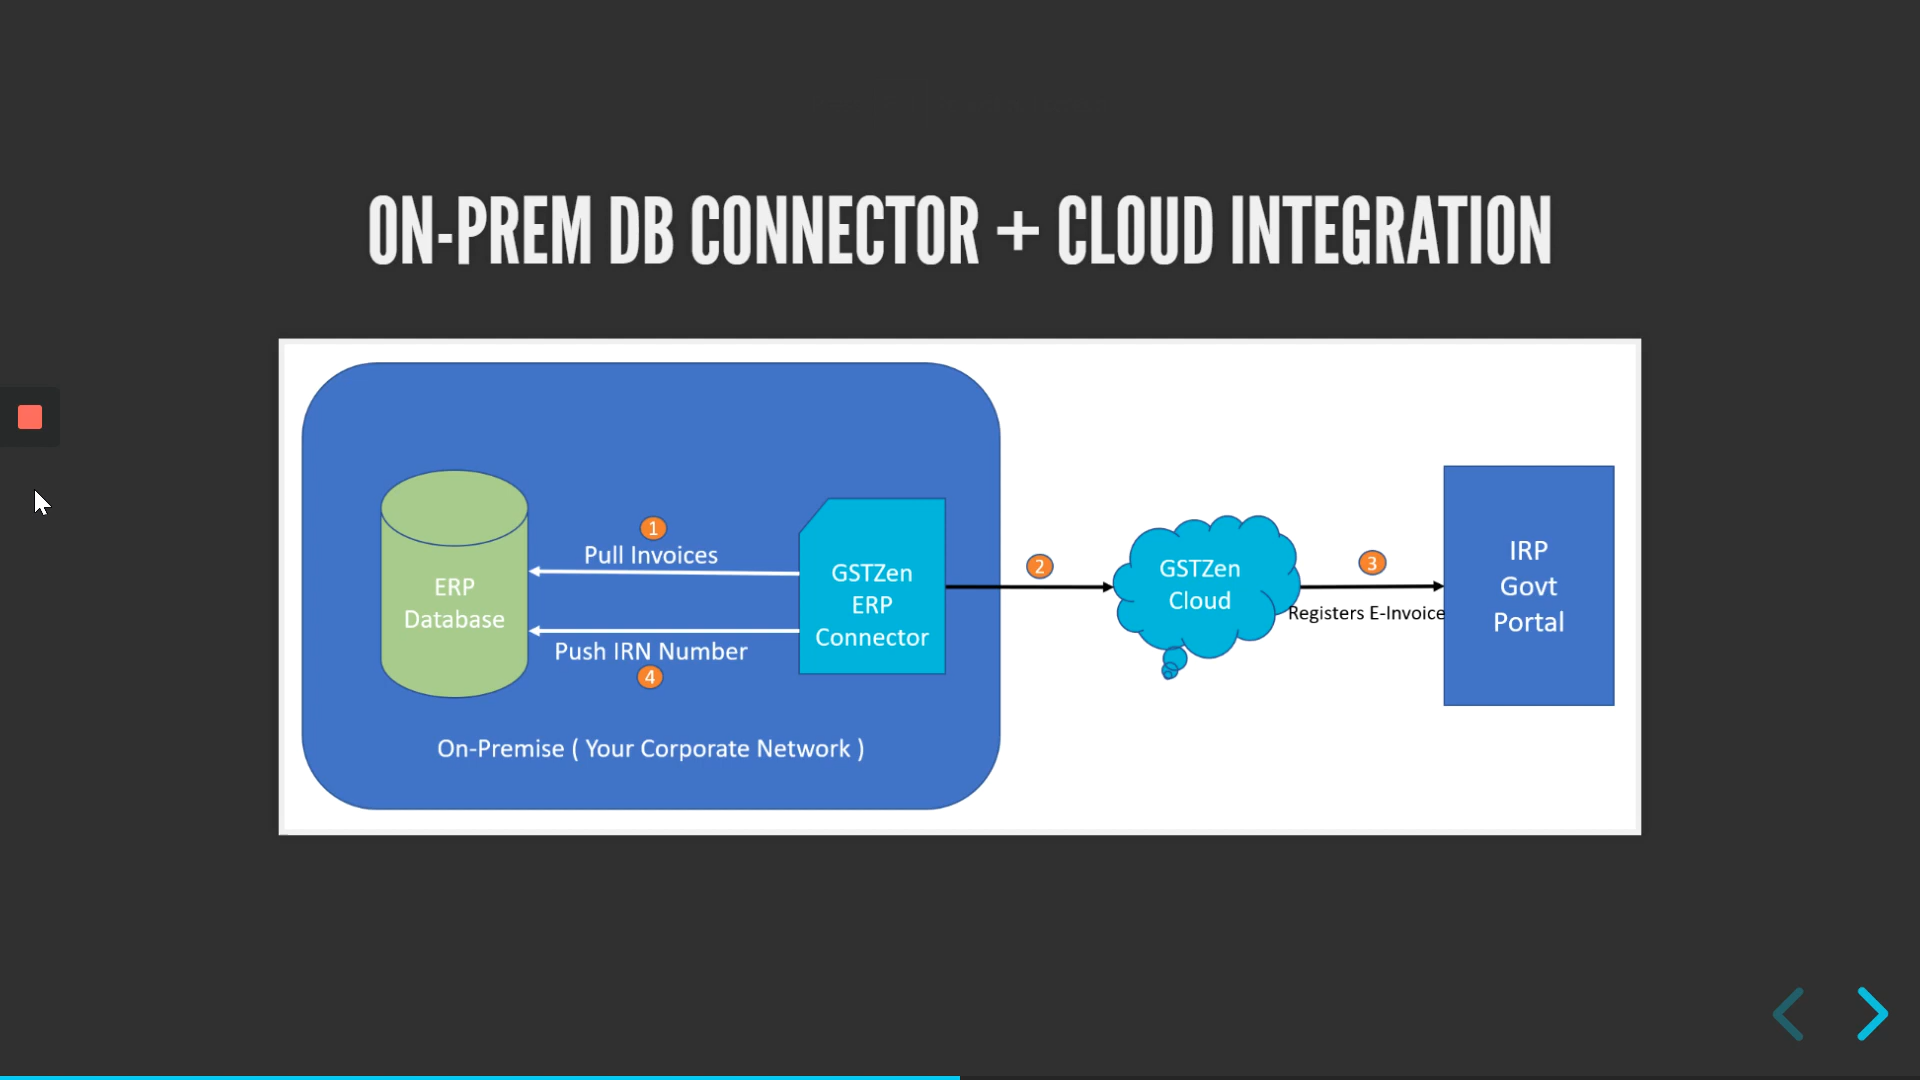 ON-PREM DB CONNECTOR + CLOUD INTEGRATION
1
Pull Invoices
ERP
Database
Push IRN Number
4
GSTZen
ERP
Connector
On-Premise ( Your Corporate Network )
2
GSTZen
Cloud
3
Registers E-Invoice
IRP
Govt
Portal